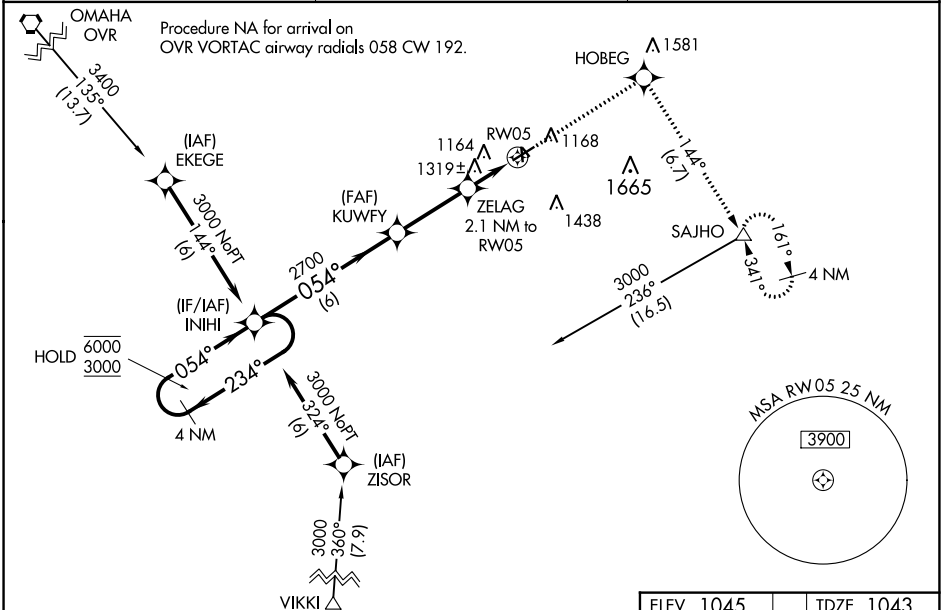 OMAHA
OVR
Procedure NA for arrival on
OVR VORTAC airway radials 058 CW 192.
3400
135°
(13.7)
(IAF)
EKEGE
3000 NoPT
144°
(6)
HOBEG
1581
RW05
1164
1319±
1168
1665
1438
144°
(6.7)
(FAF)
KUWFY
ZELAG
2.1 NM to
RW05
SAJHO
161°
341°
4 NM
2700
054°
(6)
3000
236°
(16.5)
(IF/IAF)
INIHI
HOLD
6000
3000
054°
234°
4 NM
3000 NoPT
324°
(6)
(IAF)
ZISOR
3000
360°
(7.9)
VIKKI
MSA RW05 25 NM
3900
ELEV 1045
TDZE 1043